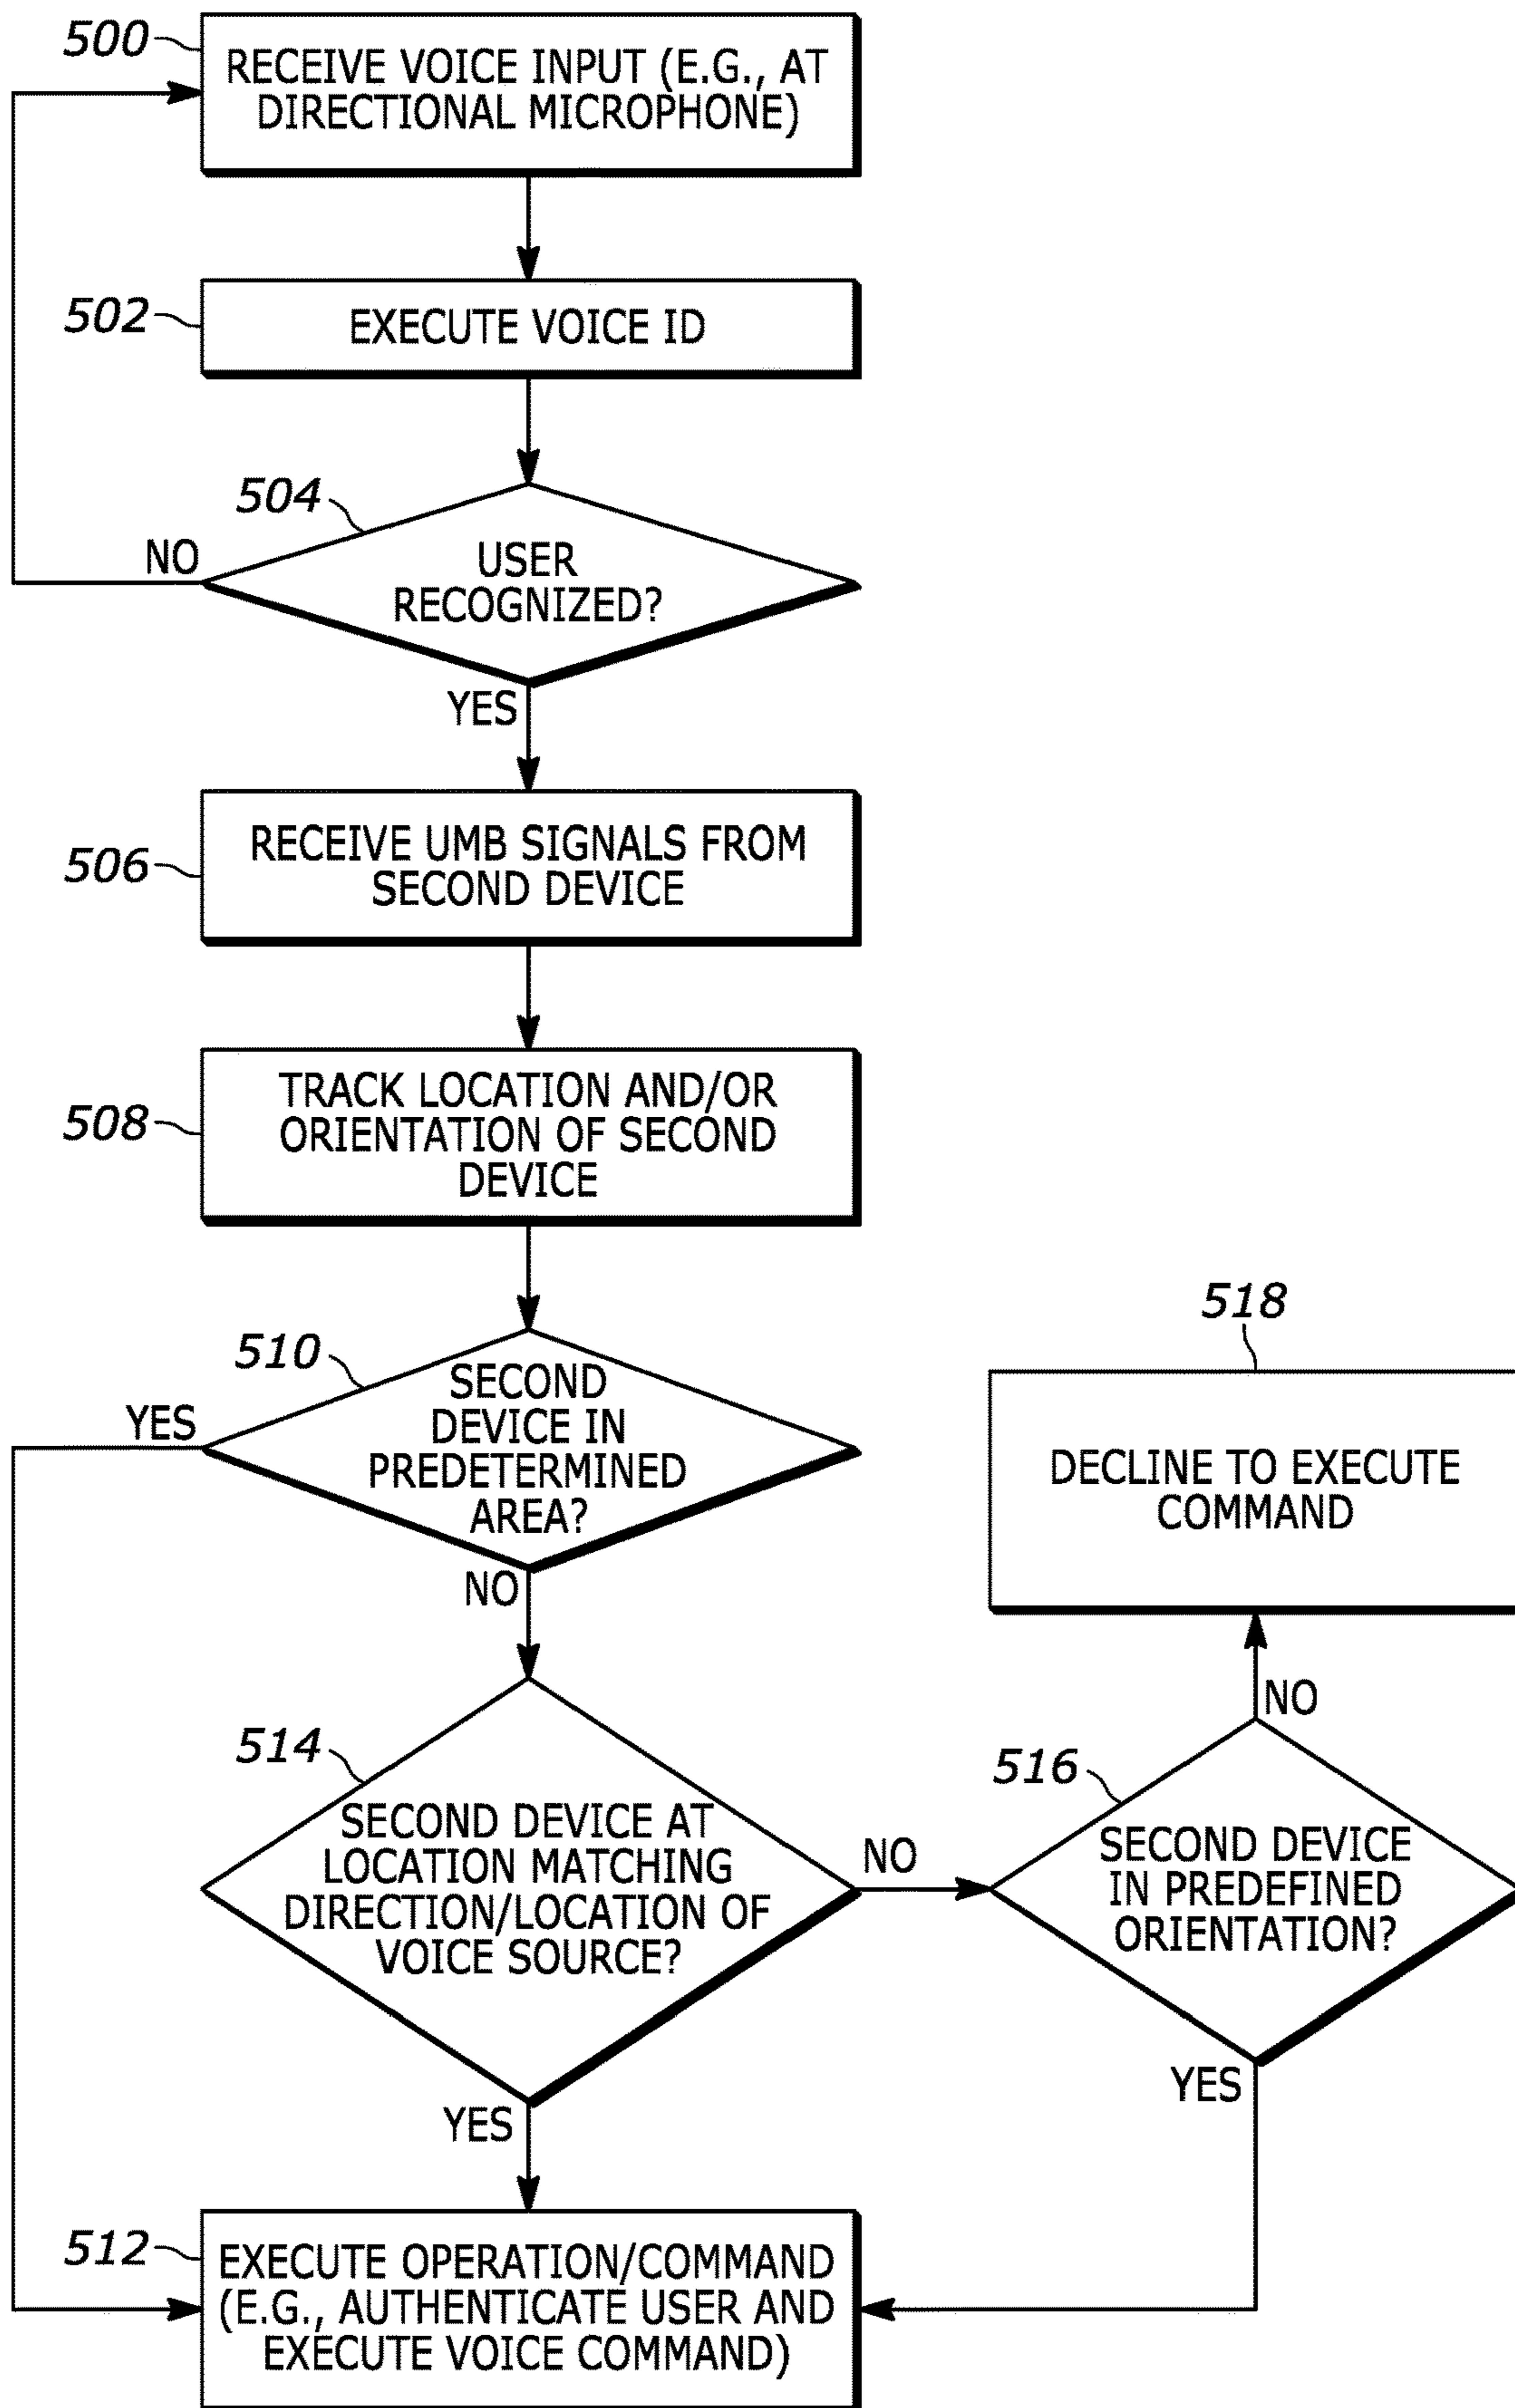 500
RECEIVE VOICE INPUT (E.G., AT
DIRECTIONAL MICROPHONE)
502
EXECUTE VOICE ID
504
NO
USER
RECOGNIZED?
YES
506
RECEIVE UMB SIGNALS FROM
SECOND DEVICE
508
TRACK LOCATION AND/OR
ORIENTATION OF SECOND
DEVICE
510
YES
SECOND
DEVICE IN
PREDETERMINED
AREA?
NO
514
SECOND DEVICE AT
LOCATION MATCHING
DIRECTION/LOCATION OF
VOICE SOURCE?
NO
YES
516
SECOND DEVICE
IN PREDEFINED
ORIENTATION?
NO
YES
518
DECLINE TO EXECUTE
COMMAND
512
EXECUTE OPERATION/COMMAND
(E.G., AUTHENTICATE USER AND
EXECUTE VOICE COMMAND)